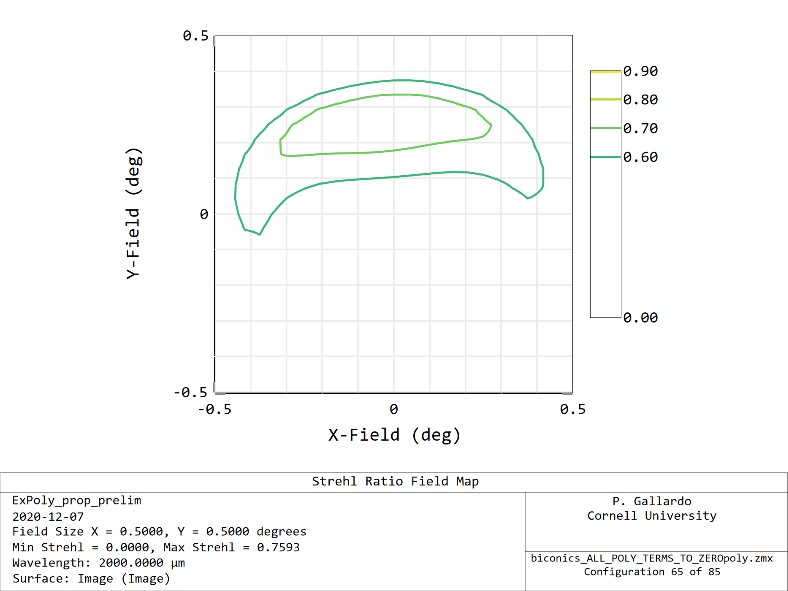 0.5
0
-0.5
-0.5
0
0.5
Y-Field (deg)
X-Field (deg)
0.90
0.80
0.70
0.60
0.00
Strehl Ratio Field Map
ExPoly_prop_prelim
2020-12-07
Field Size X = 0.5000, Y = 0.5000 degrees
Min Strehl = 0.0000, Max Strehl = 0.7593
Wavelength: 2000.0000 µm
Surface: Image (Image)
P. Gallardo
Cornell University
biconics_ALL_POLY_TERMS_TO_ZEROpoly.zmx
Configuration 65 of 85